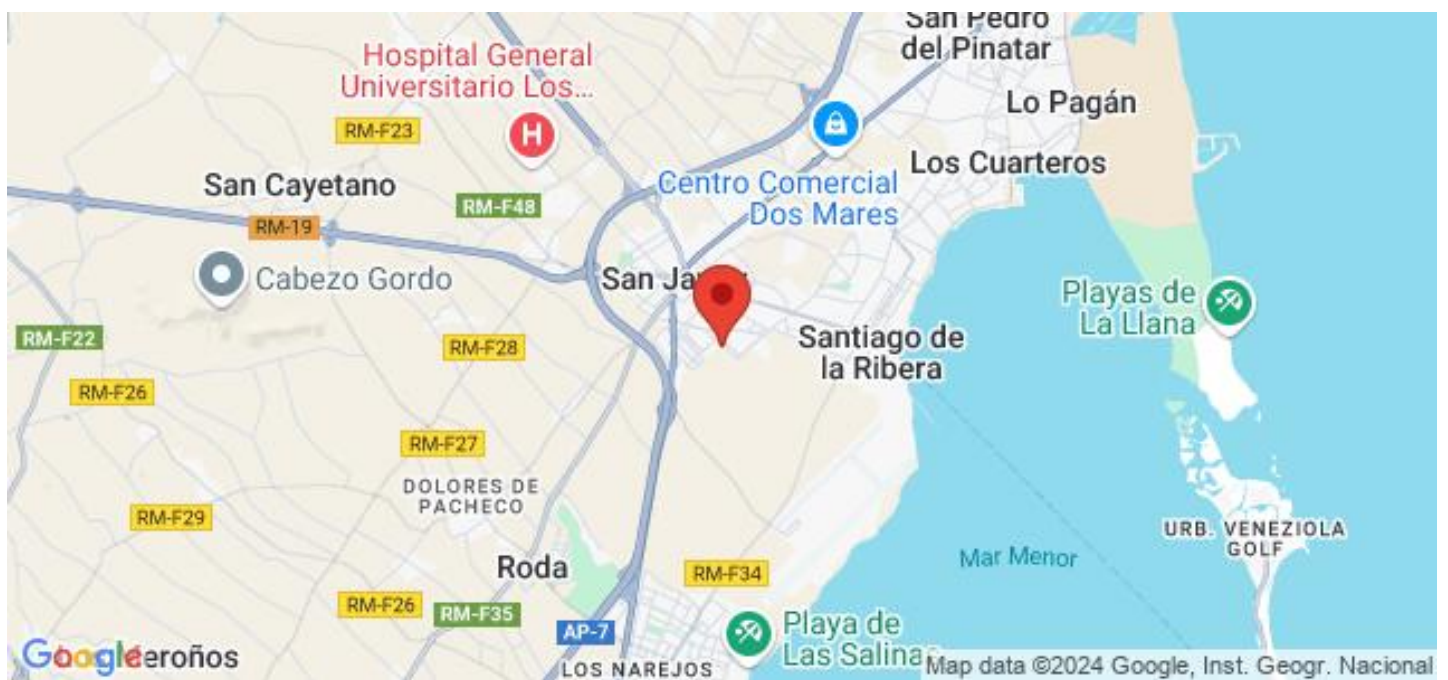 San Pedro
del Pinatar
Hospital General
Universitario Los...
Lo Pagán
RM-F23
Los Cuarteros
San Cayetano
Centro Comercial
Dos Mares
RM-F48
RM-19
Cabezo Gordo
San Javier
Playas de
La Llana
RM-F22
RM-F28
Santiago de
la Ribera
RM-F26
RM-F27
DOLORES DE
PACHECO
RM-F29
URB. VENEZIOLA
GOLF
Mar Menor
Roda
RM-F34
RM-F26
RM-F35
AP-7
Playa de
Las Salinas
Google
eroños
LOS NAREJOS
Map data ©2024 Google, Inst. Geogr. Nacional
H